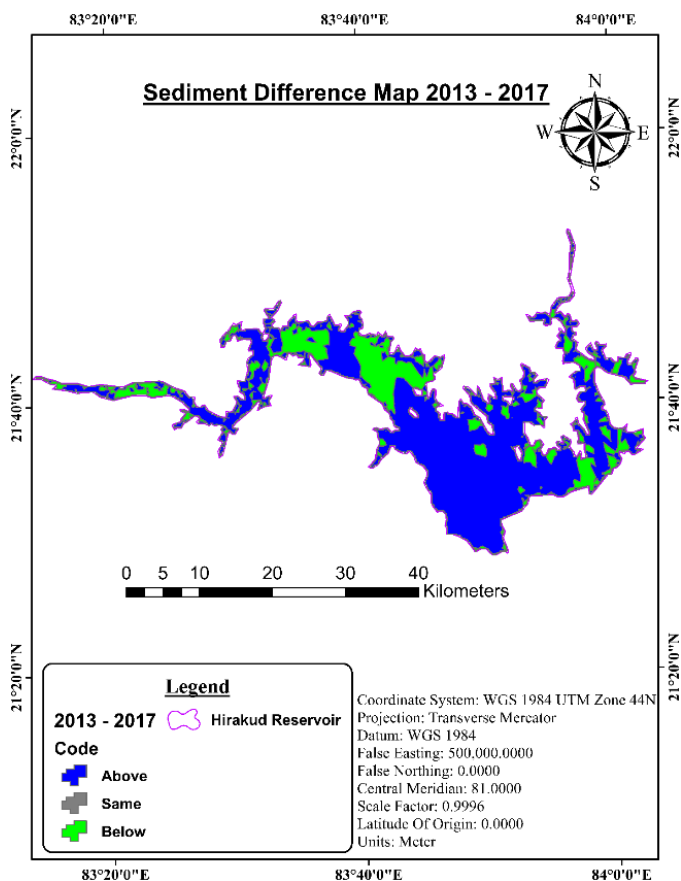 83°20'0"E 83°40'0"E 84°0'0"E
Sediment Difference Map 2013 - 2017
N
W E
S
22°0'0"N 22°0'0"N
21°40'0"N 21°40'0"N
0 5 10 20 30 40
Kilometers
21°20'0"N 21°20'0"N
Legend
2013 - 2017 Hirakud Reservoir
Code
Above
Same
Below
Coordinate System: WGS 1984 UTM Zone 44N
Projection: Transverse Mercator
Datum: WGS 1984
False Easting: 500,000.0000
False Northing: 0.0000
Central Meridian: 81.0000
Scale Factor: 0.9996
Latitude Of Origin: 0.0000
Units: Meter
83°20'0"E 83°40'0"E 84°0'0"E